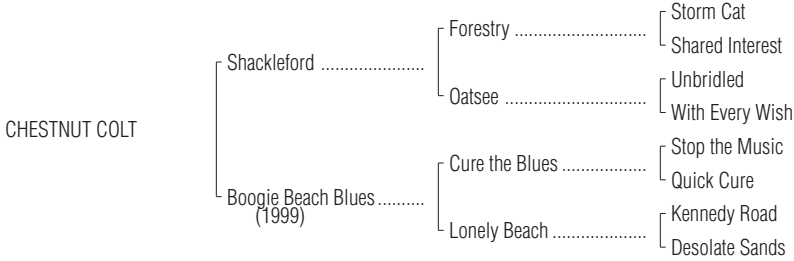 Storm Cat
Forestry ............................
Shared Interest
Shackleford ......................
Unbridled
Oatsee ..............................
With Every Wish
CHESTNUT COLT
Stop the Music
Cure the Blues ..................
Quick Cure
Boogie Beach Blues..........
(1999)
Kennedy Road
Lonely Beach ....................
Desolate Sands